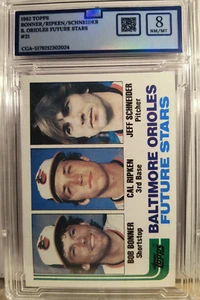 1982 TOPPS
BONNER/RIPKEN/SCHNEIDER
B. ORIOLES FUTURE STARS
#21
8
NM/MT
JEFF SCHNEIDER
Pitcher
CAL RIPKEN
3rd Base
BOB BONNER
Shortstop
BALTIMORE ORIOLES
FUTURE STARS